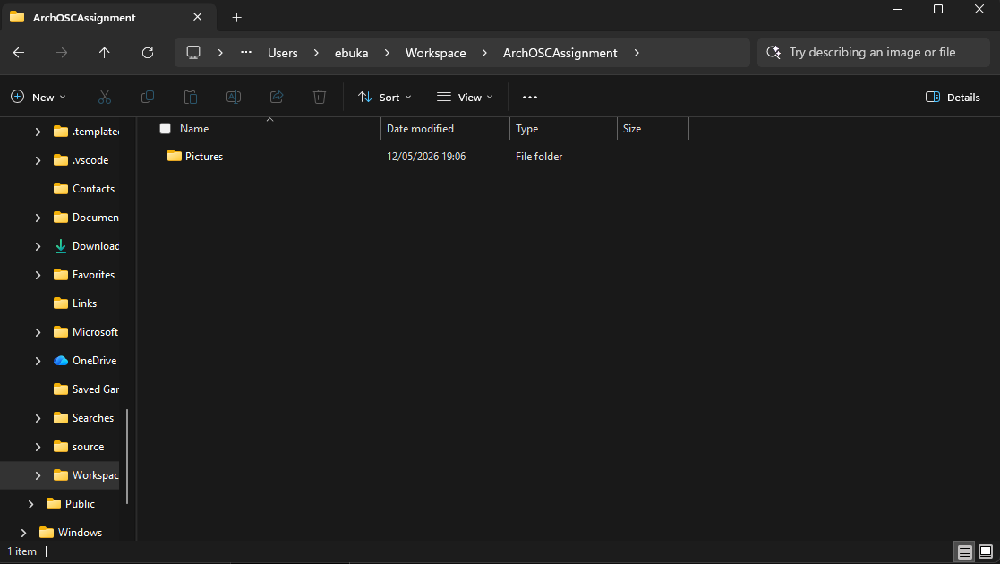 ArchOSCAssignment
Users > ebuka > Workspace > ArchOSCAssignment >
Try describing an image or file
New
Sort
View
Details
Name Date modified Type Size
Pictures 12/05/2026 19:06 File folder
.template
.vscode
Contacts
Documen
Download
Favorites
Links
Microsoft
OneDrive
Saved Gar
Searches
source
Workspac
Public
Windows
1 item